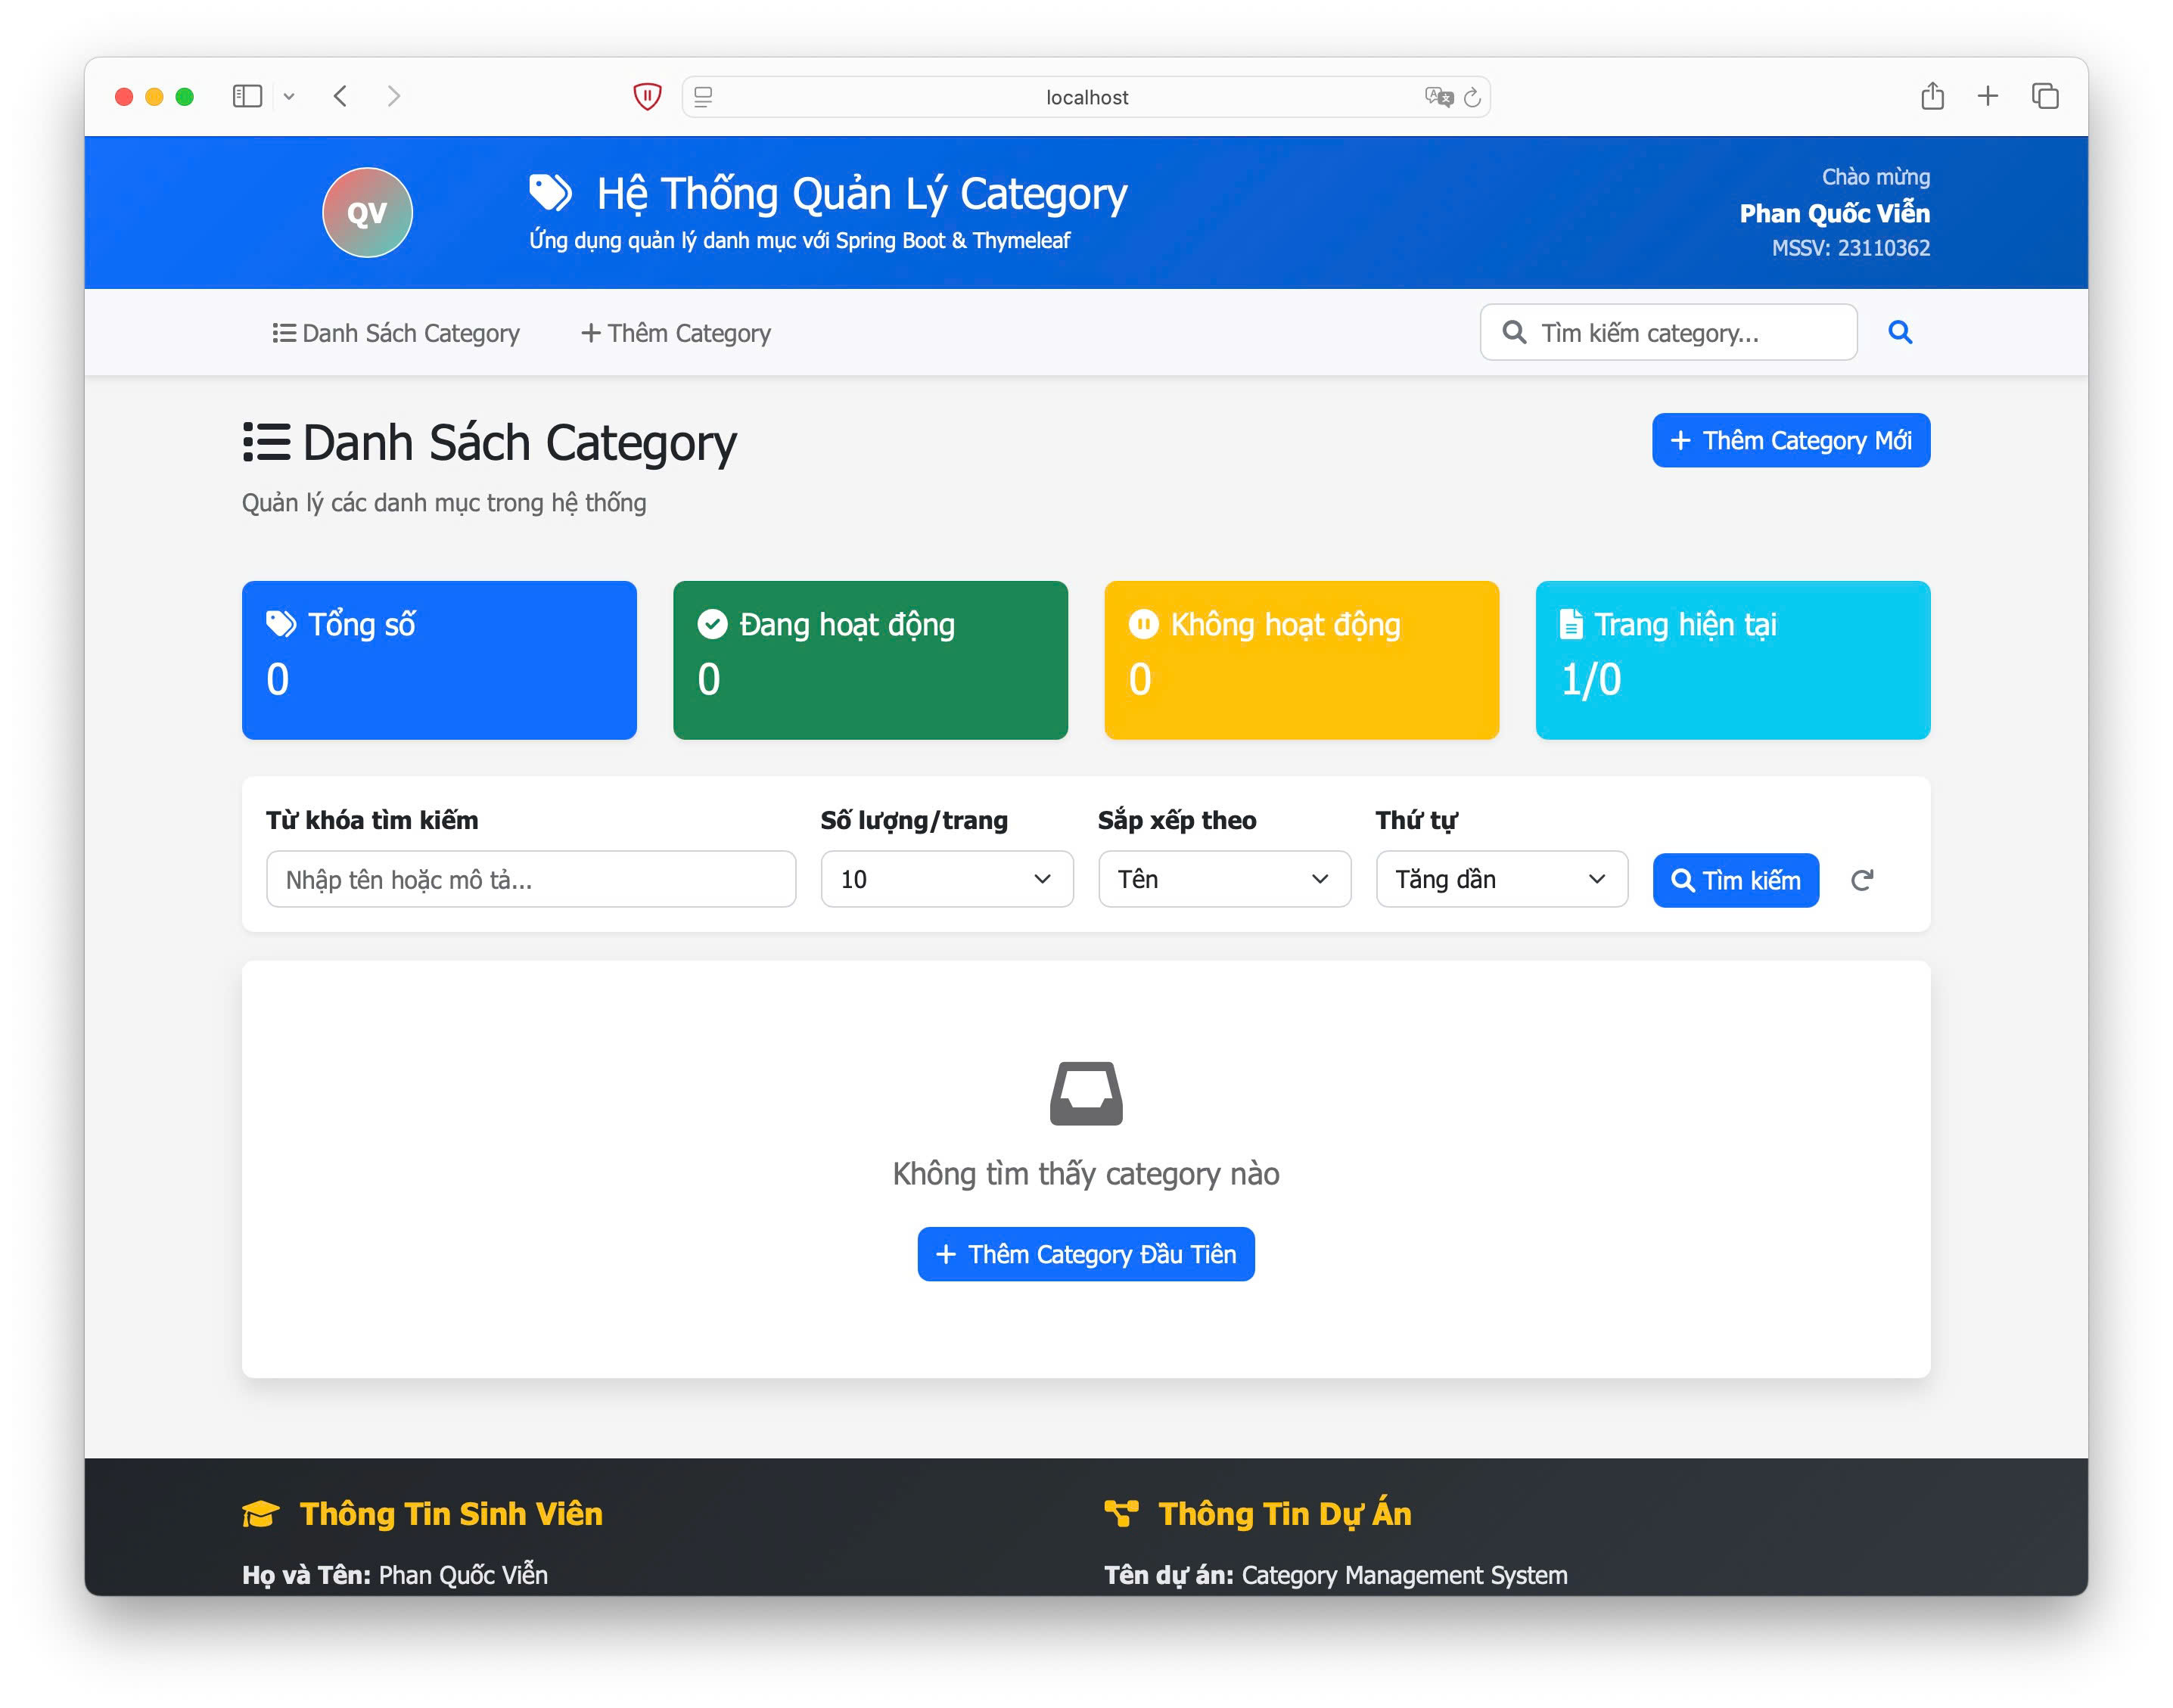 localhost
QV
Hệ Thống Quản Lý Category
Ứng dụng quản lý danh mục với Spring Boot & Thymeleaf
Chào mừng
Phan Quốc Viễn
MSSV: 23110362
Danh Sách Category
Thêm Category
Tìm kiếm category...
Danh Sách Category
Thêm Category Mới
Quản lý các danh mục trong hệ thống
Tổng số
0
Đang hoạt động
0
Không hoạt động
0
Trang hiện tại
1/0
Từ khóa tìm kiếm
Nhập tên hoặc mô tả...
Số lượng/trang
10
Sắp xếp theo
Tên
Thứ tự
Tăng dần
Tìm kiếm
Không tìm thấy category nào
Thêm Category Đầu Tiên
Thông Tin Sinh Viên
Họ và Tên: Phan Quốc Viễn
Thông Tin Dự Án
Tên dự án: Category Management System